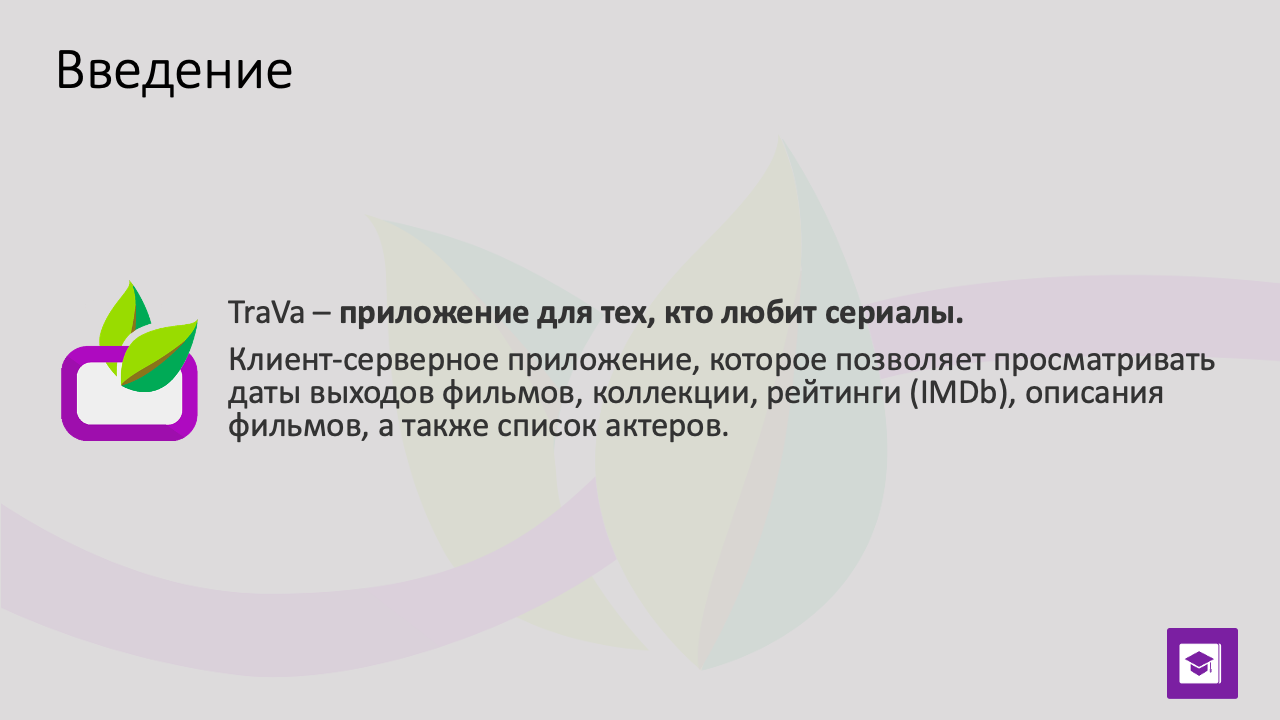 Введение
TraVa – приложение для тех, кто любит сериалы.
Клиент-серверное приложение, которое позволяет просматривать
даты выходов фильмов, коллекции, рейтинги (IMDb), описания
фильмов, а также список актеров.